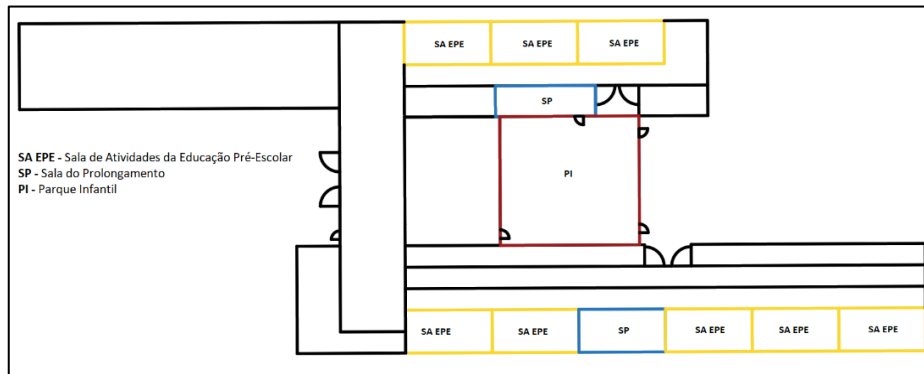 SA EPE
SA EPE
SA EPE
SP
SA EPE - Sala de Atividades da Educação Pré-Escolar
SP - Sala do Prolongamento
PI - Parque Infantil
PI
SA EPE
SA EPE
SP
SA EPE
SA EPE
SA EPE